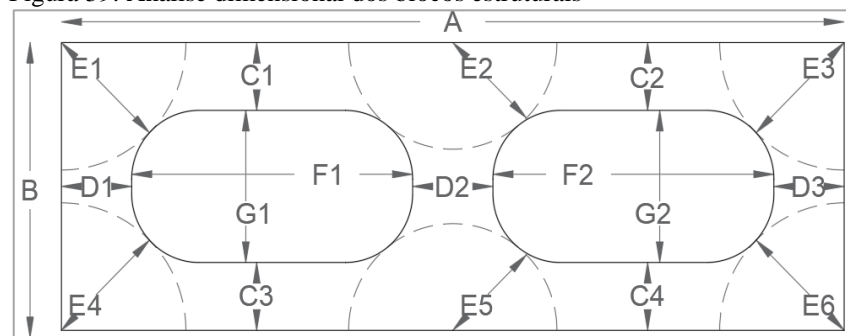 Figura 39: Análise dimensional dos blocos estruturais
A
E1 C1 E2 C2 E3
B D1 F1 D2 F2 D3
G1 G2
E4 C3 E5 C4 E6